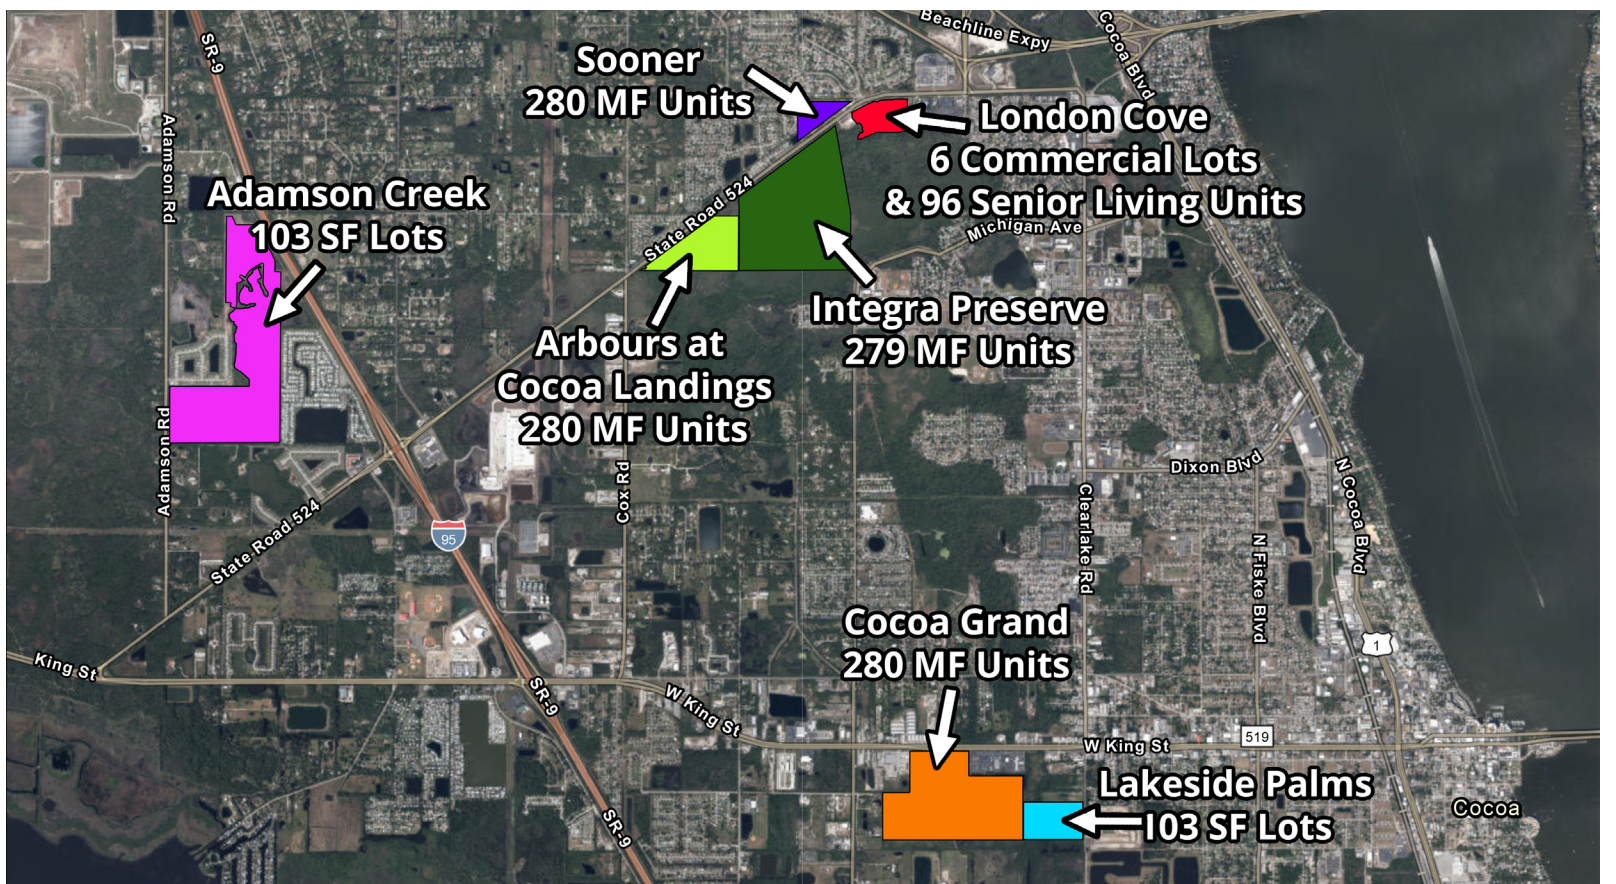 Beachline Expy
Cocoa Blvd
SR-9
Sooner
280 MF Units
London Cove
6 Commercial Lots
& 96 Senior Living Units
Adamson Rd
Adamson Creek
103 SF Lots
State Road 524
Michigan Ave
Integra Preserve
279 MF Units
Arbours at
Cocoa Landings
280 MF Units
Adamson Rd
Cox Rd
Dixon Blvd
N Cocoa Blvd
Clearlake Rd
State Road 524
95
N Fiske Blvd
Cocoa Grand
280 MF Units
1
King St
SR-9
W King St
W King St
519
Lakeside Palms
103 SF Lots
Cocoa
SR-9